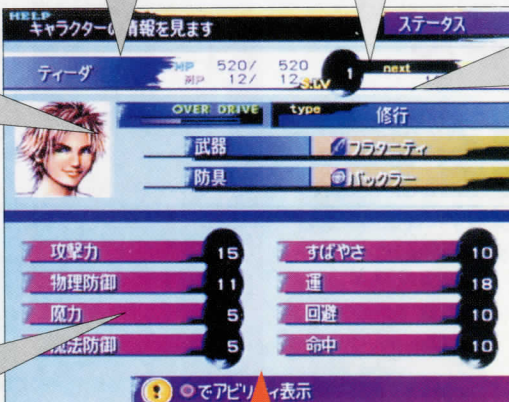 HELP
キャラクターの情報を見ます
ステータス
ティーダ
HP 520/ 520
MP 12/ 12
S.LV 1
next
OVER DRIVE
type 修行
武器 フラタニティ
防具 バックラー
攻撃力 15
すばやさ 10
物理防御 11
運 18
魔力 5
回避 10
魔法防御 5
命中 10
でアビリティ表示